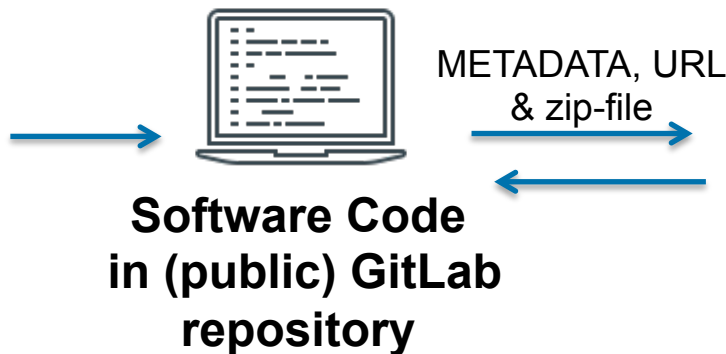 METADATA, URL
& zip-file
Software Code
in (public) GitLab
repository